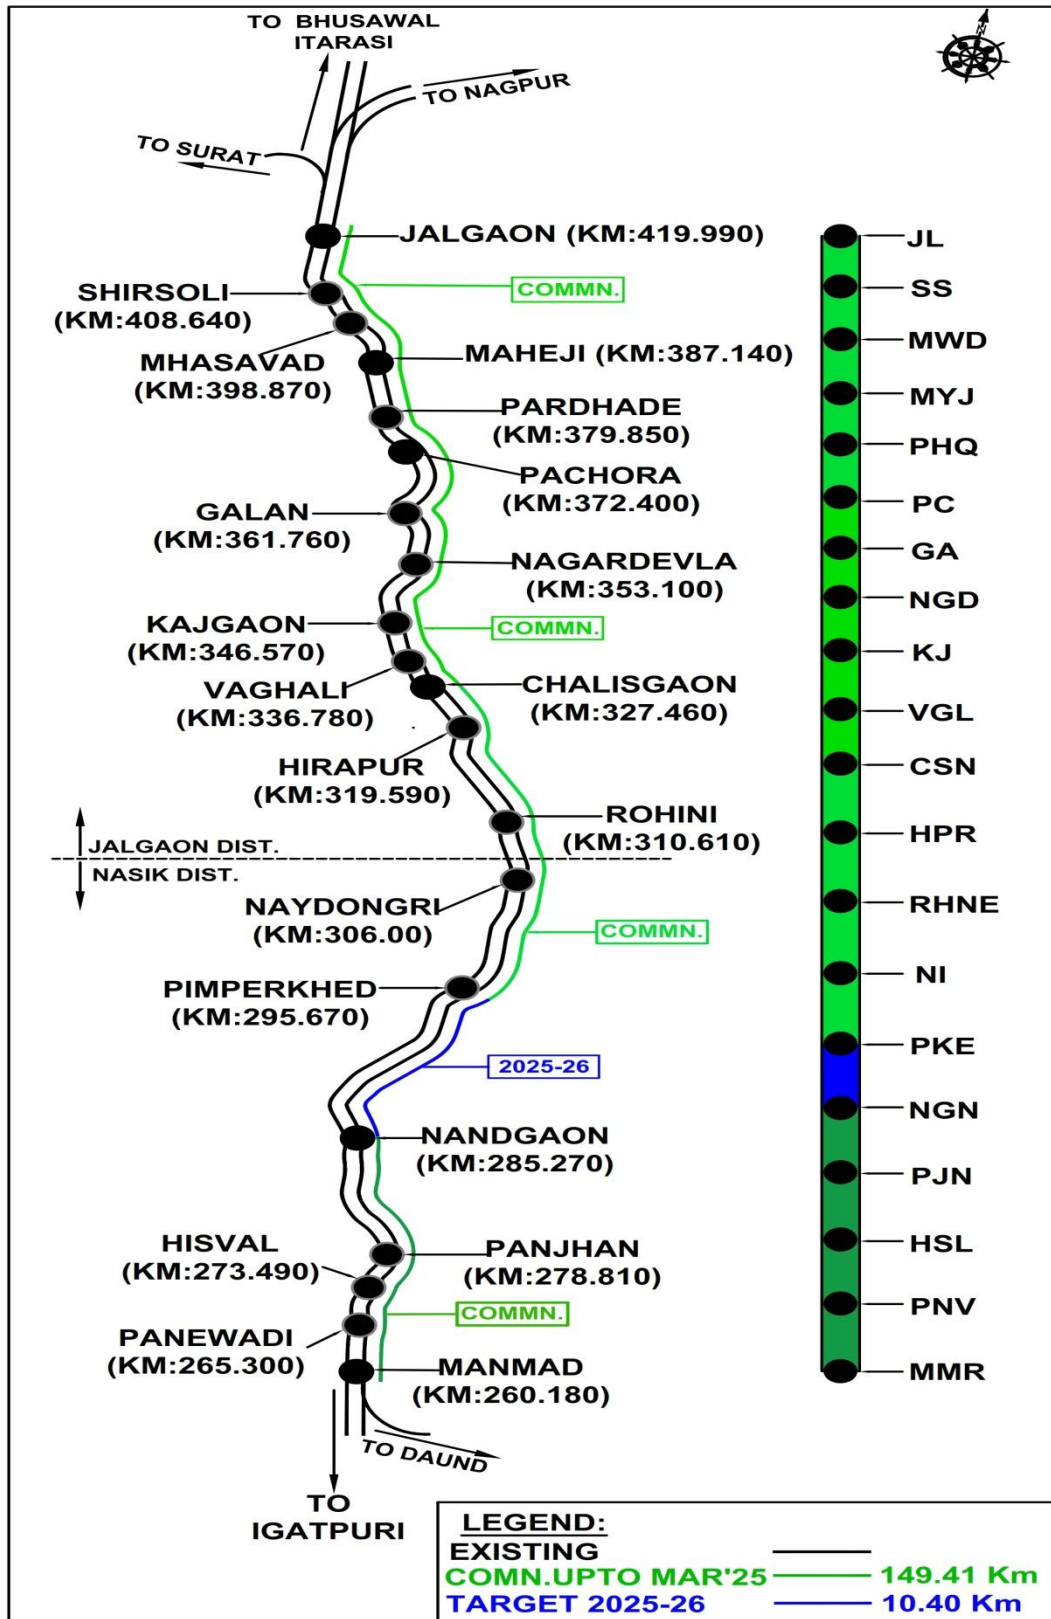 TO BHUSAWAL
ITARASI
N
TO NAGPUR
TO SURAT
JALGAON (KM:419.990)
JL
COMMN.
SHIRSOLI
(KM:408.640)
SS
MHASAVAD
(KM:398.870)
MAHEJI (KM:387.140)
MWD
PARDHADE
(KM:379.850)
MYJ
PHQ
PACHORA
(KM:372.400)
PC
GALAN
(KM:361.760)
GA
NAGARDEVLA
(KM:353.100)
NGD
KAJGAON
(KM:346.570)
COMMN.
KJ
VAGHALI
(KM:336.780)
CHALISGAON
(KM:327.460)
VGL
HIRAPUR
(KM:319.590)
CSN
ROHINI
(KM:310.610)
HPR
JALGAON DIST.
NASIK DIST.
NAYDONGRI
(KM:306.00)
RHNE
COMMN.
PIMPERKHED
(KM:295.670)
NI
2025-26
PKE
NANDGAON
(KM:285.270)
NGN
PJN
HISVAL
(KM:273.490)
PANJHAN
(KM:278.810)
HSL
COMMN.
PANEWADI
(KM:265.300)
PNV
MANMAD
(KM:260.180)
MMR
TO DAUND
TO
IGATPURI
LEGEND:
EXISTING
COMN.UPTO MAR'25 149.41 Km
TARGET 2025-26 10.40 Km